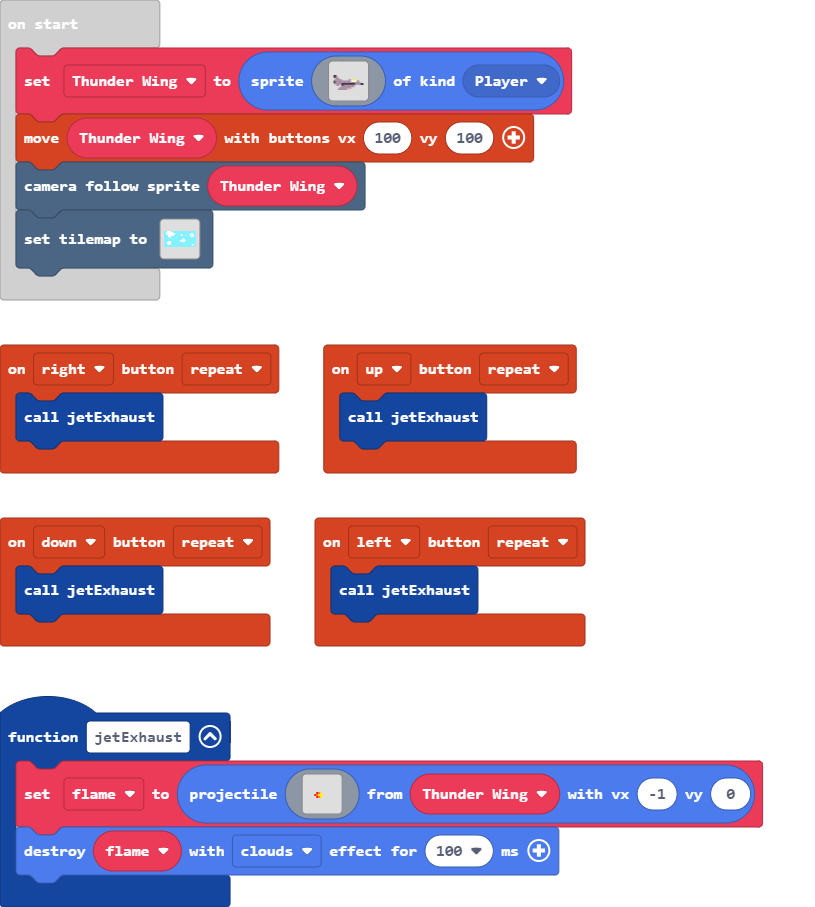 on start
set Thunder Wing to sprite of kind Player
move Thunder Wing with buttons vx 100 vy 100
camera follow sprite Thunder Wing
set tilemap to
on right button repeat
call jetExhaust
on up button repeat
call jetExhaust
on down button repeat
call jetExhaust
on left button repeat
call jetExhaust
function jetExhaust
set flame to projectile from Thunder Wing with vx -1 vy 0
destroy flame with clouds effect for 100 ms